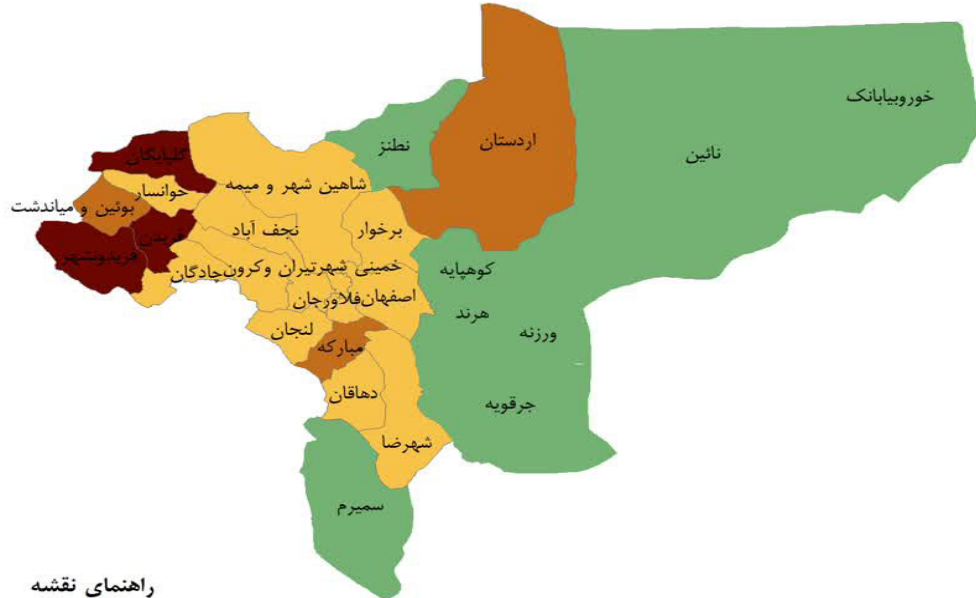 خوروبیابانک
نائین
اردستان
نطنز
گلپایگان
خوانسار
شاهین شهر و میمه
بوئین و میاندشت
فریدن
فریدونشهر
نجف آباد
برخوار
چادگان
تیران وکرون
خمینی شهر
کوهپایه
اصفهان
فلاورجان
هرند
ورزنه
لنجان
مبارکه
دهاقان
جرقویه
شهرضا
سمیرم
راهنمای نقشه